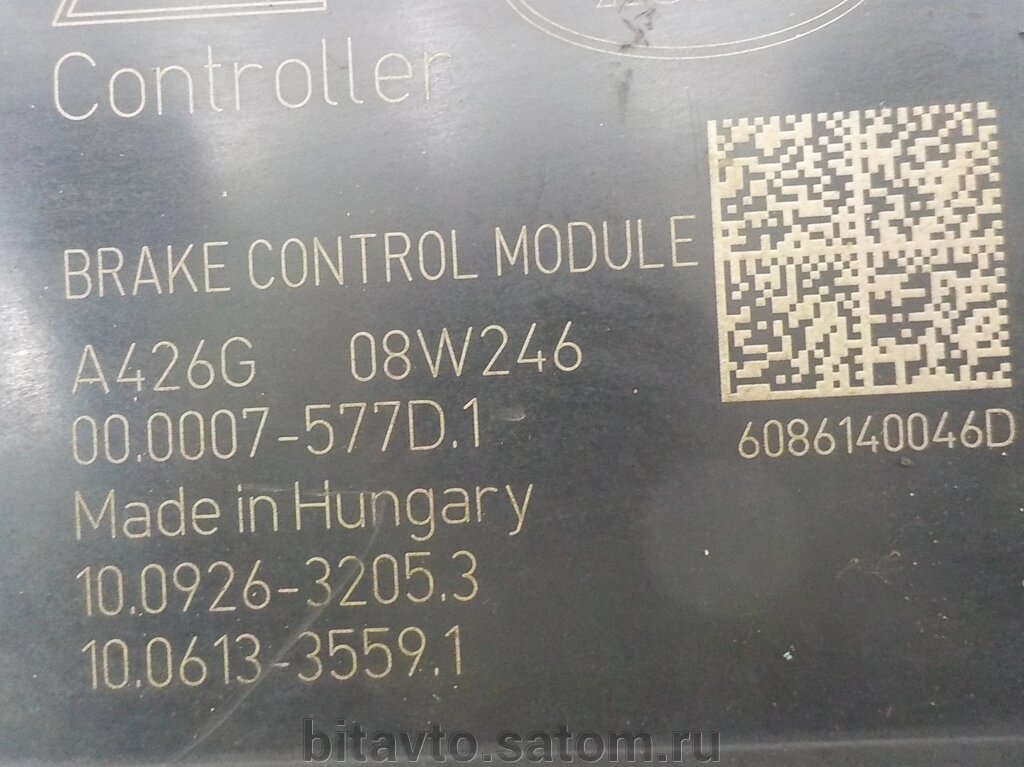 Controller
BRAKE CONTROL MODULE
A426G 08W246
00.0007-577D.1
6086140046D
Made in Hungary
10.0926-3205.3
10.0613-3559.1
bitavto.satom.ru